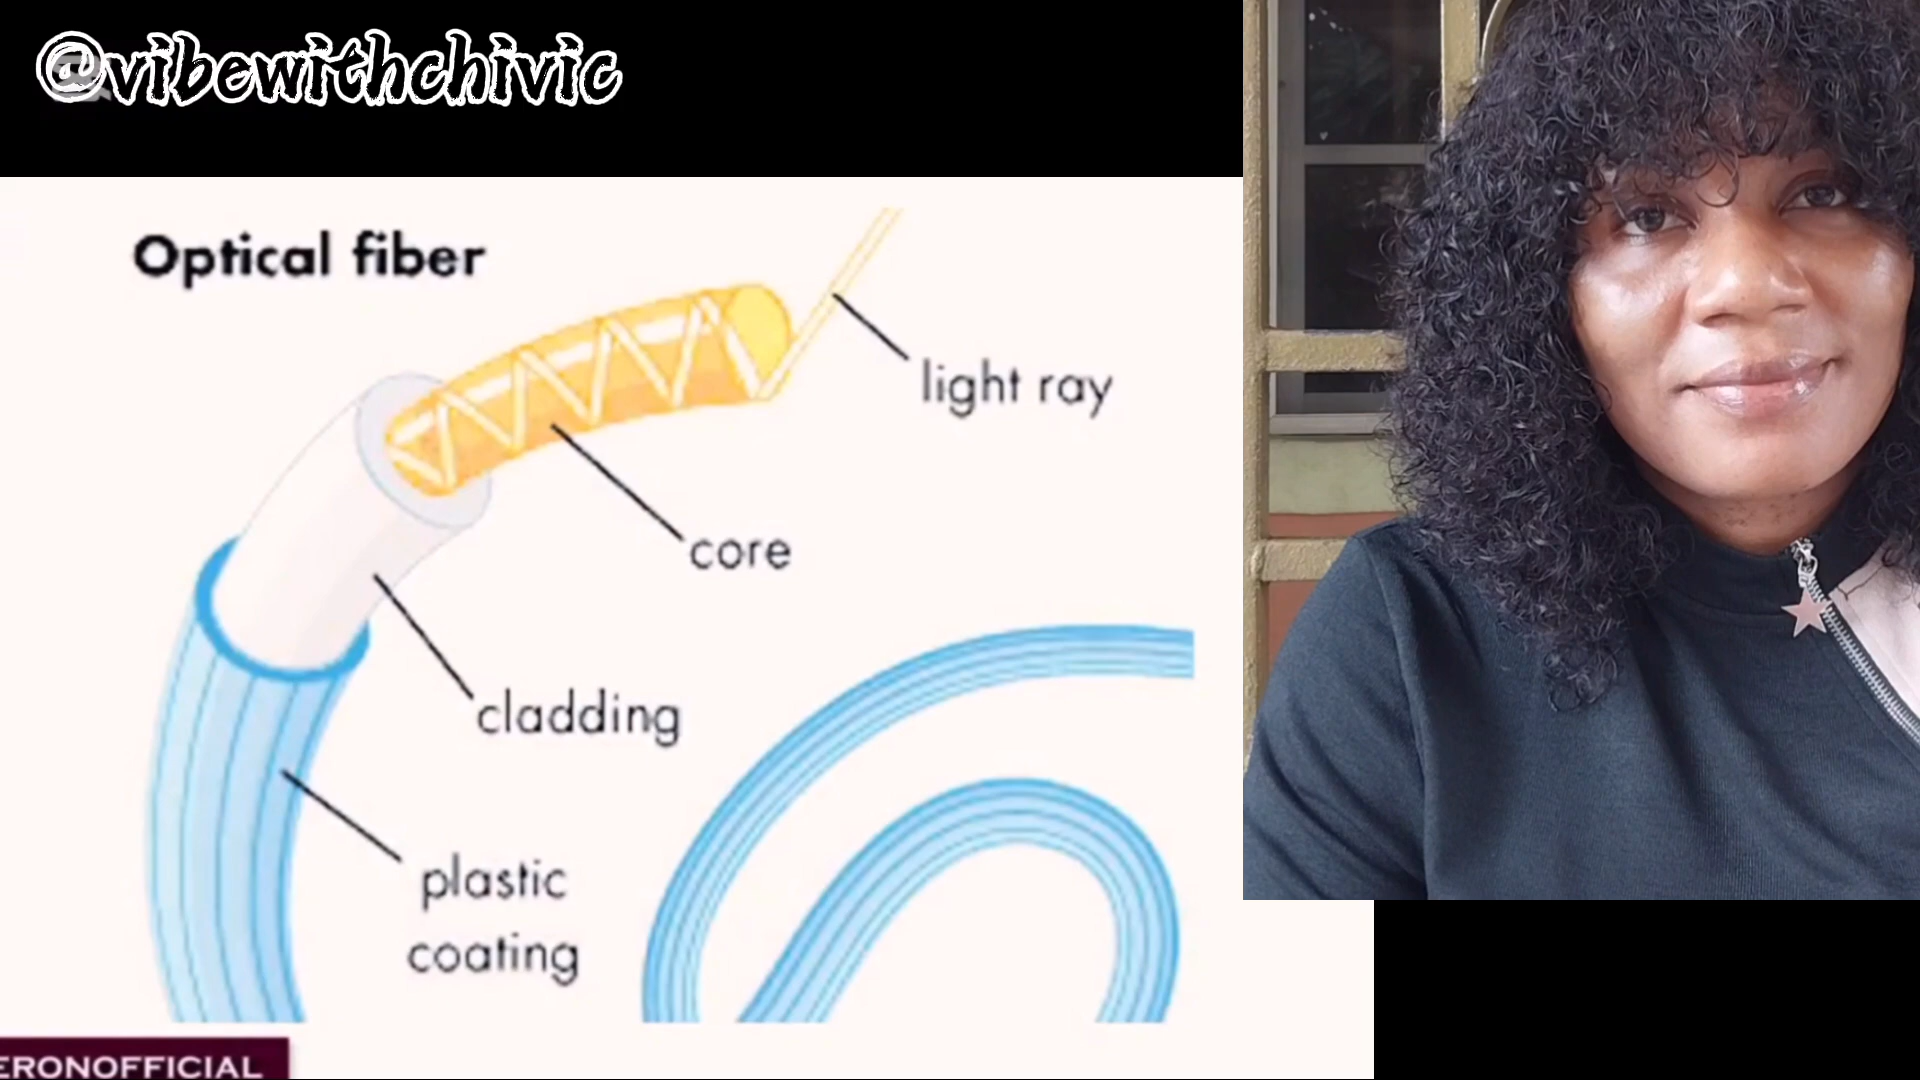 @vibewithchivic
Optical fiber
light ray
core
cladding
plastic
coating
ERONOFFICIAL